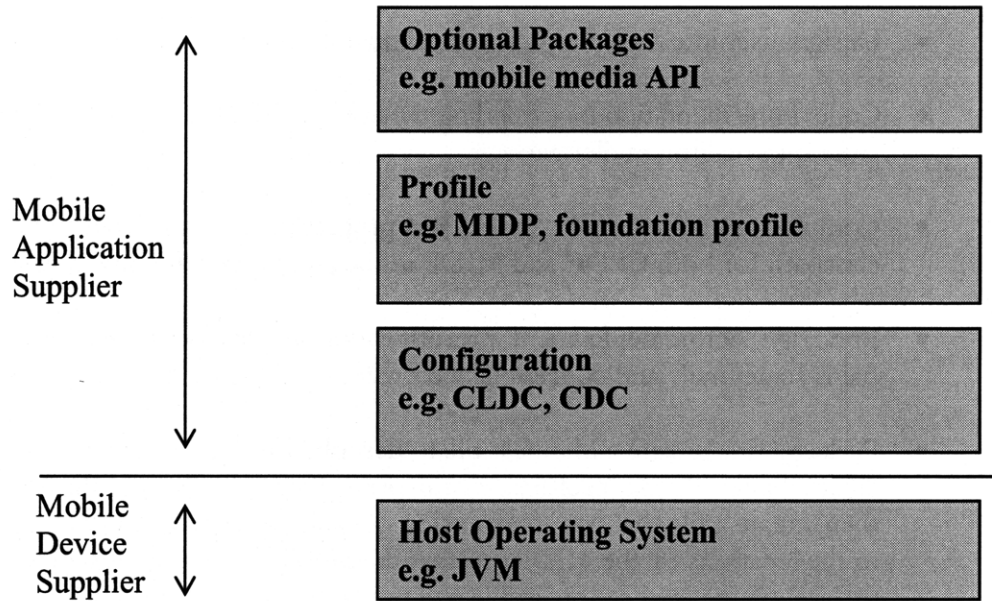 Optional Packages
e.g. mobile media API
Profile
e.g. MIDP, foundation profile
Mobile
Application
Supplier
Configuration
e.g. CLDC, CDC
Mobile
Device
Supplier
Host Operating System
e.g. JVM